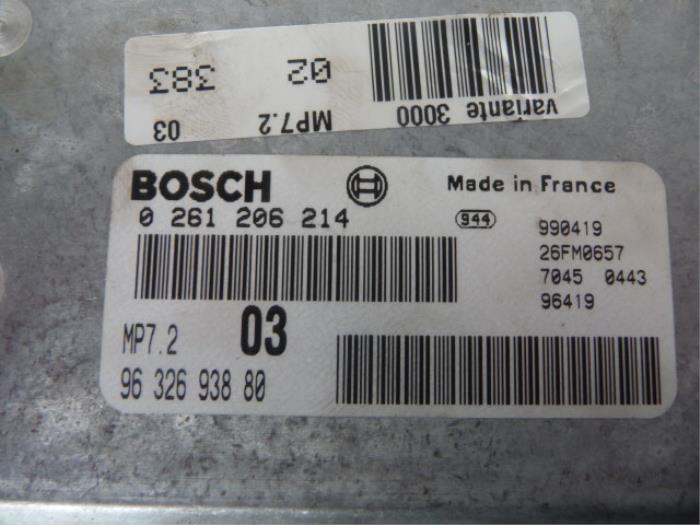 383 02
variante 3000
MP7.2
03
BOSCH
Made in France
0 261 206 214
944
990419
26FM0657
7045 0443
96419
MP7.2 03
96 326 938 80